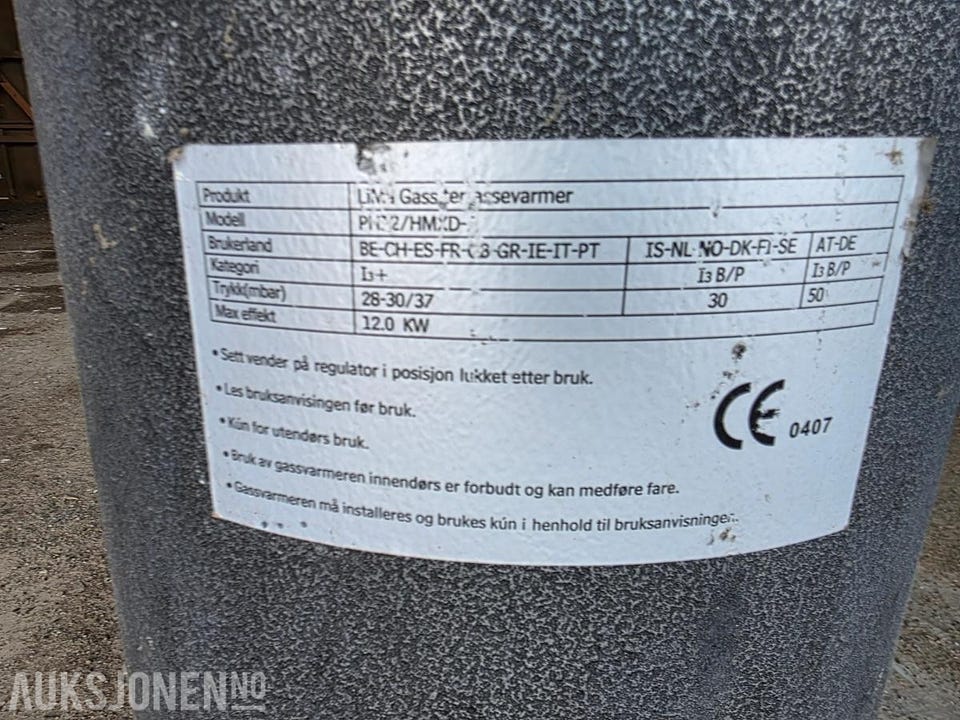 Produkt
Modell
Brukerland BE-CH-ES-FR- -GR-IE-IT-PT IS-NL-NO-DK-FI-SE AT-DE
Kategori I3+ I3 B/P I3 B/P
Trykk(mbar) 28-30/37 30 50
Max effekt 12.0 KW
•Sett vender på regulator i posisjon lukket etter bruk.
•Les bruksanvisingen før bruk.
•Kún for utendørs bruk.
•Bruk av gassvarmeren innendørs er forbudt og kan medføre fare.
•Gassvarmeren må installeres og brukes kún i henhold til bruksanvisningen.
CE 0407
AUKSJONEN.NO